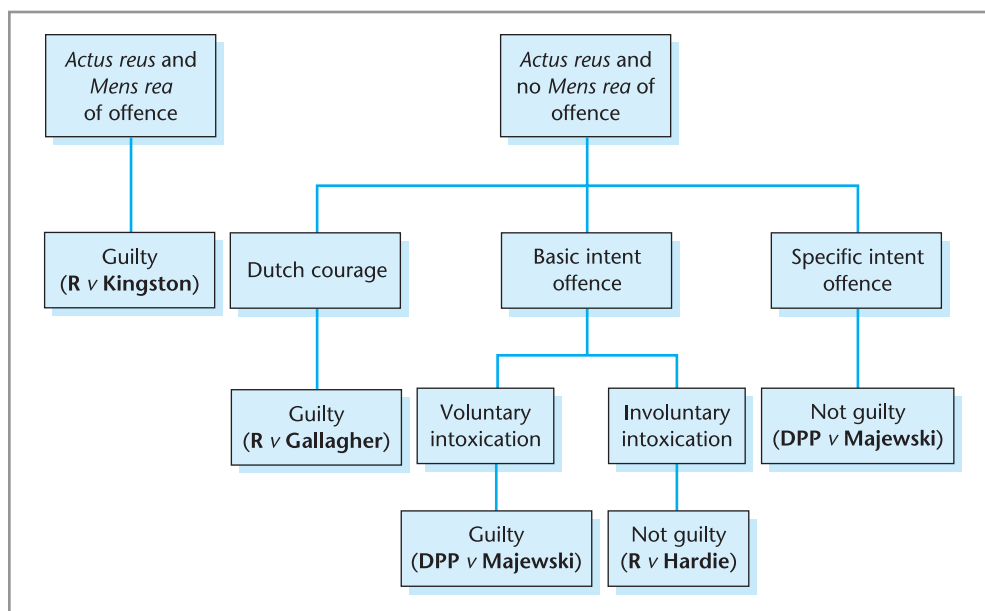 Actus reus and
Mens rea
of offence
Actus reus and
no Mens rea of
offence
Guilty
(R v Kingston)
Dutch courage
Basic intent
offence
Specific intent
offence
Guilty
(R v Gallagher)
Voluntary
intoxication
Involuntary
intoxication
Not guilty
(DPP v Majewski)
Guilty
(DPP v Majewski)
Not guilty
(R v Hardie)